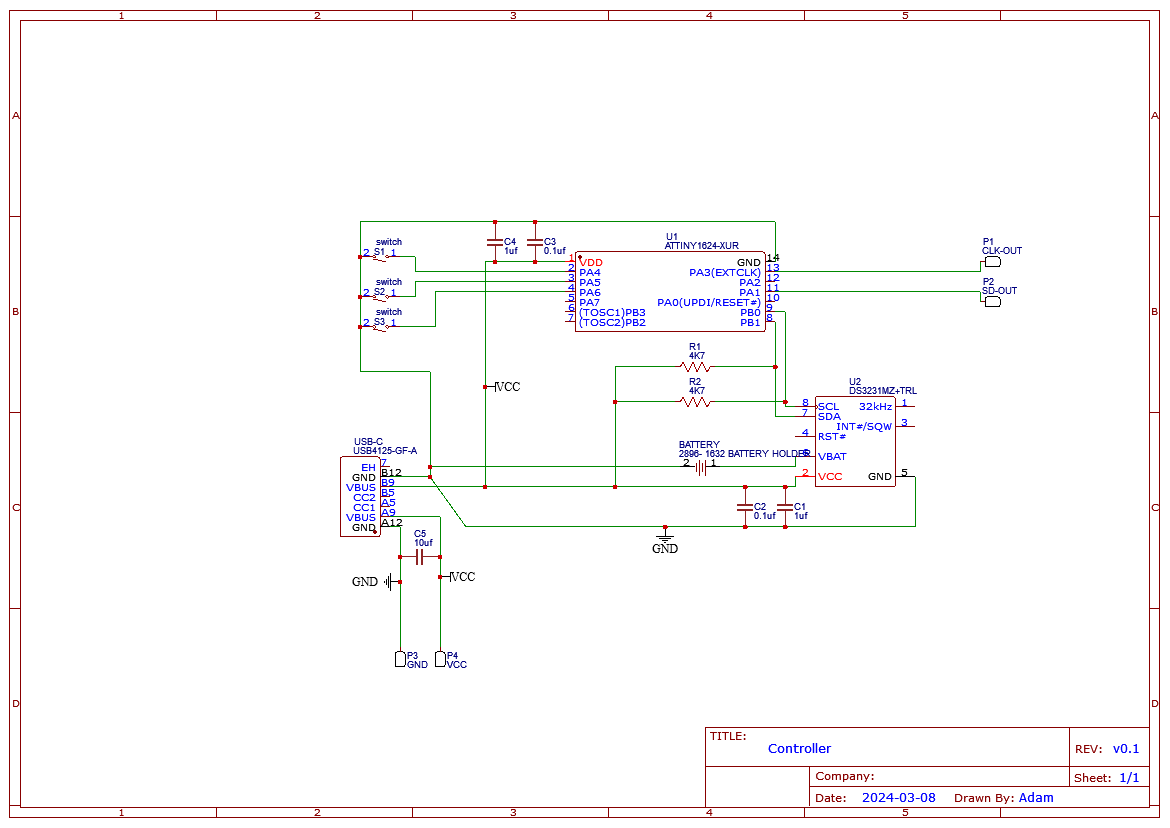 1 2 3 4 5
A A
switch
S1
2 1
switch
S2
2 1
switch
S3
2 1
C4
1uf
C3
0.1uf
U1
ATTINY1624-XUR
1 VDD
2 PA4
3 PA5
4 PA6
5 PA7
6 (TOSC1)PB3
7 (TOSC2)PB2
GND 14
PA3(EXTCLK) 13
PA2 12
PA1 11
PA0(UPDI/RESET#) 10
PB0 9
PB1 8
P1
CLK-OUT
P2
SD-OUT
B B
R1
4K7
R2
4K7
VCC
U2
DS3231MZ+TRL
8 SCL
7 SDA
4 RST#
6 VBAT
2 VCC
32kHz 1
INT#/SQW 3
GND 5
BATTERY
2896- 1632 BATTERY HOLDER
2 1
USB-C
USB4125-GF-A
EH 7
GND B12
VBUS B9
CC2 B5
CC1 A5
VBUS A9
GND A12
C C
C2
0.1uf
C1
1uf
GND
C5
10uf
GND
VCC
P3
GND
P4
VCC
D D
TITLE:
Controller
REV: v0.1
Company:
Sheet: 1/1
Date: 2024-03-08 Drawn By: Adam
1 2 3 4 5